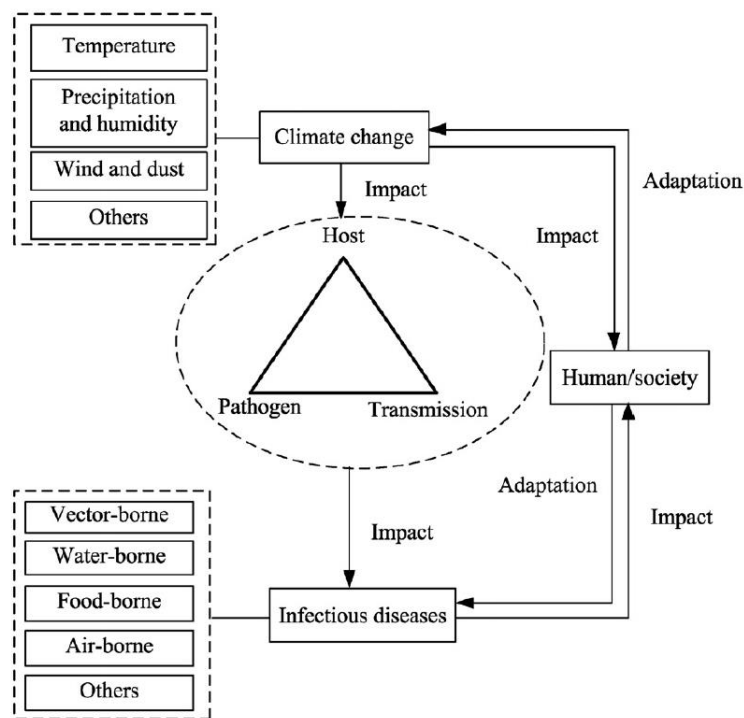 Temperature
Precipitation
and humidity
Wind and dust
Others
Climate change
Impact
Adaptation
Impact
Host
Pathogen
Transmission
Human/society
Adaptation
Impact
Impact
Vector-borne
Water-borne
Food-borne
Air-borne
Others
Infectious diseases